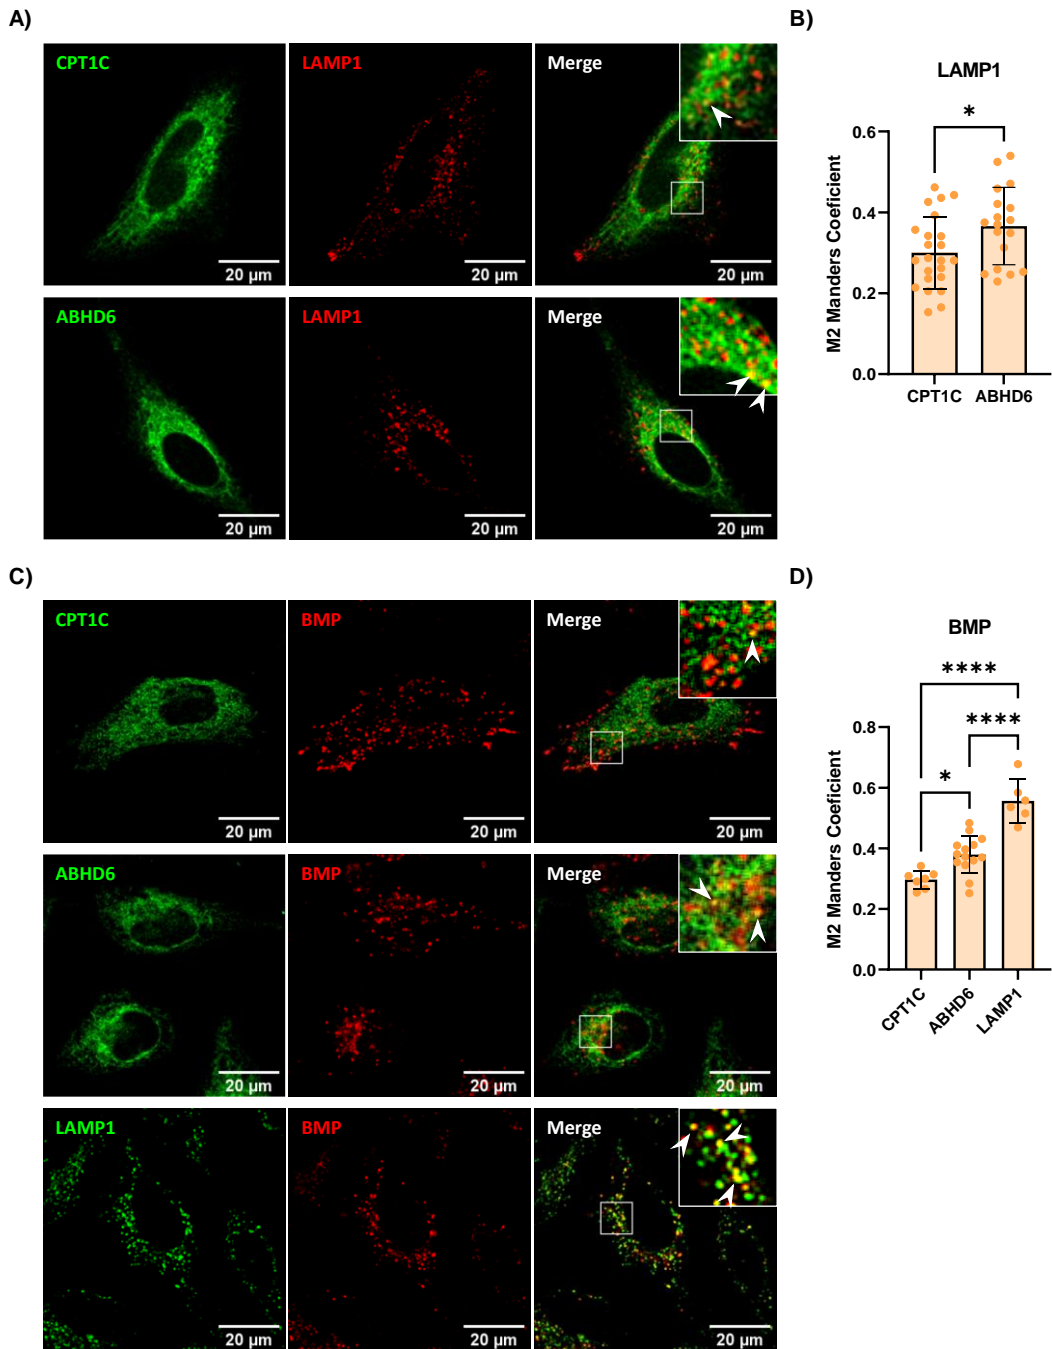 A)
CPT1C
LAMP1
Merge
20 µm
20 µm
20 µm
ABHD6
LAMP1
Merge
20 µm
20 µm
20 µm
B)
LAMP1
*
M2 Manders Coeficient
0.6
0.4
0.2
0.0
CPT1C ABHD6
C)
CPT1C
BMP
Merge
20 µm
20 µm
20 µm
ABHD6
BMP
Merge
20 µm
20 µm
20 µm
LAMP1
BMP
Merge
20 µm
20 µm
20 µm
D)
BMP
****
****
*
M2 Manders Coeficient
0.8
0.6
0.4
0.2
0.0
CPT1C
ABHD6
LAMP1